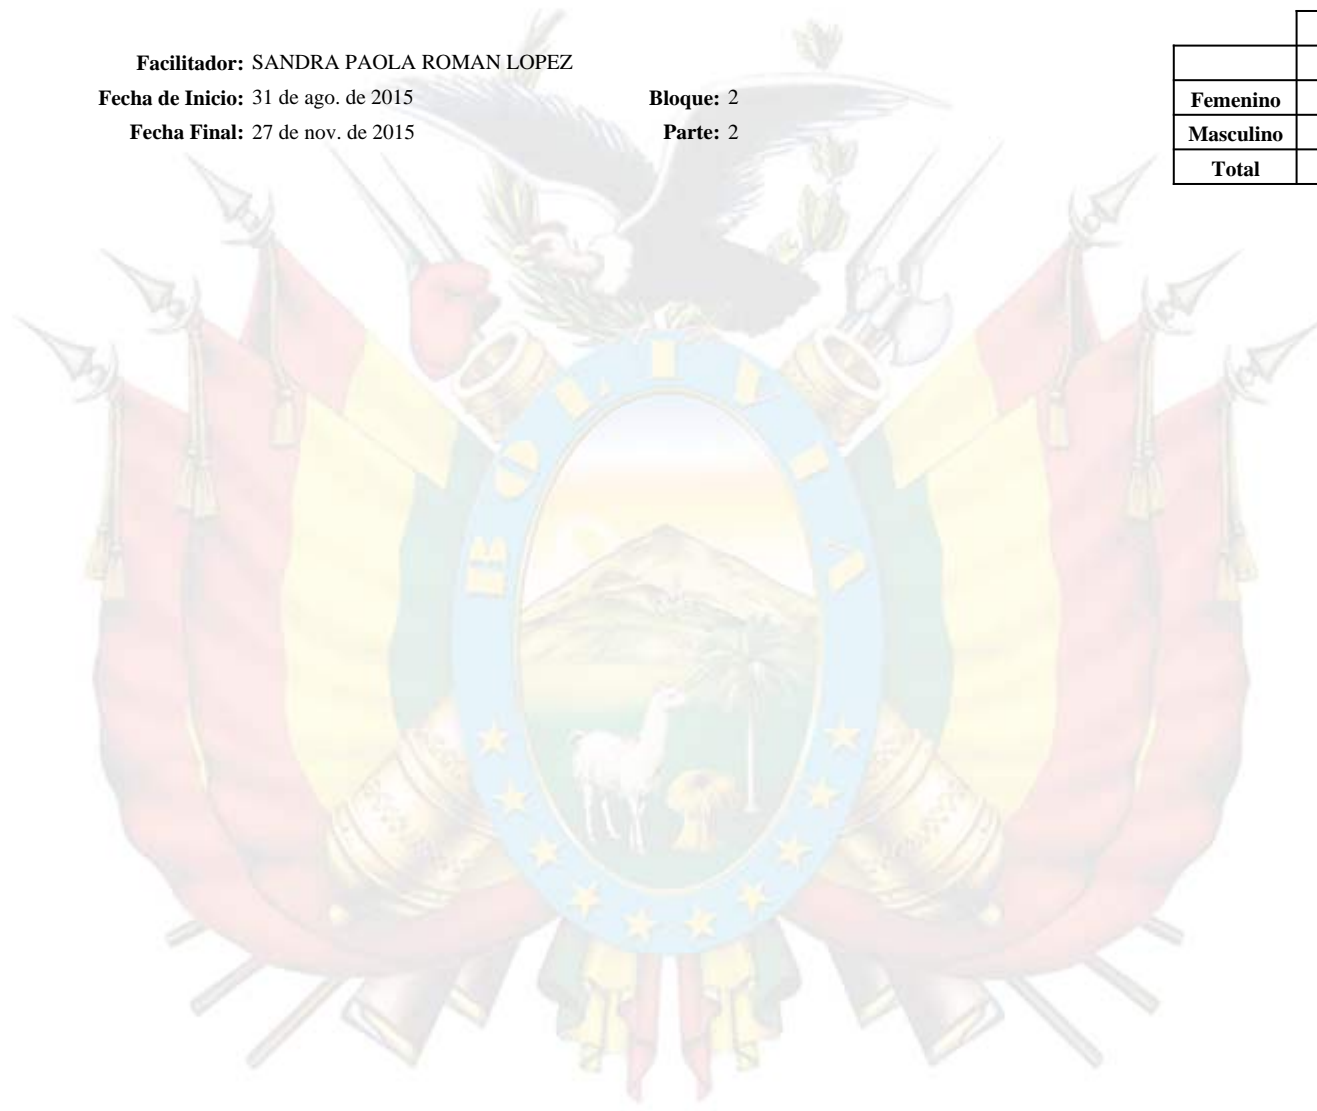 Facilitador: SANDRA PAOLA ROMAN LOPEZ
Fecha de Inicio: 31 de ago. de 2015 Bloque: 2
Fecha Final: 27 de nov. de 2015 Parte: 2
Femenino
Masculino
Total
BOLIVIA